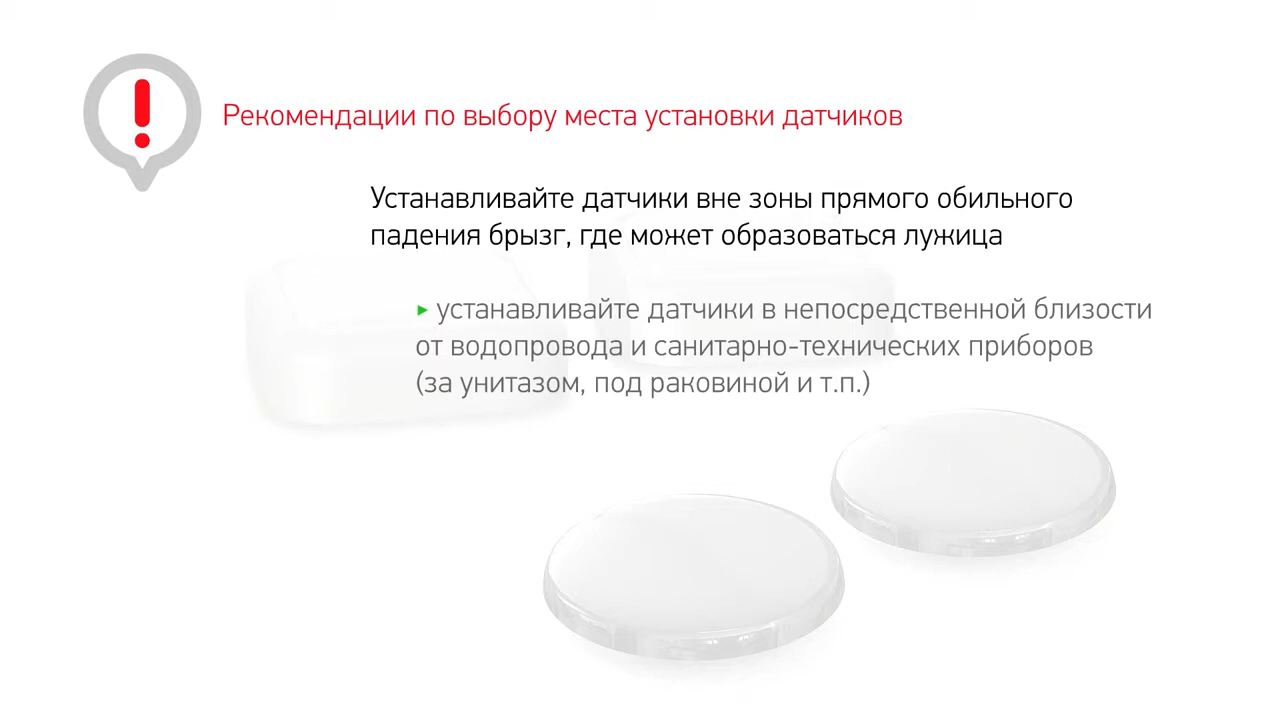 Рекомендации по выбору места установки датчиков
Устанавливайте датчики вне зоны прямого обильного
падения брызг, где может образоваться лужица
▸ устанавливайте датчики в непосредственной близости
от водопровода и санитарно-технических приборов
(за унитазом, под раковиной и т.п.)